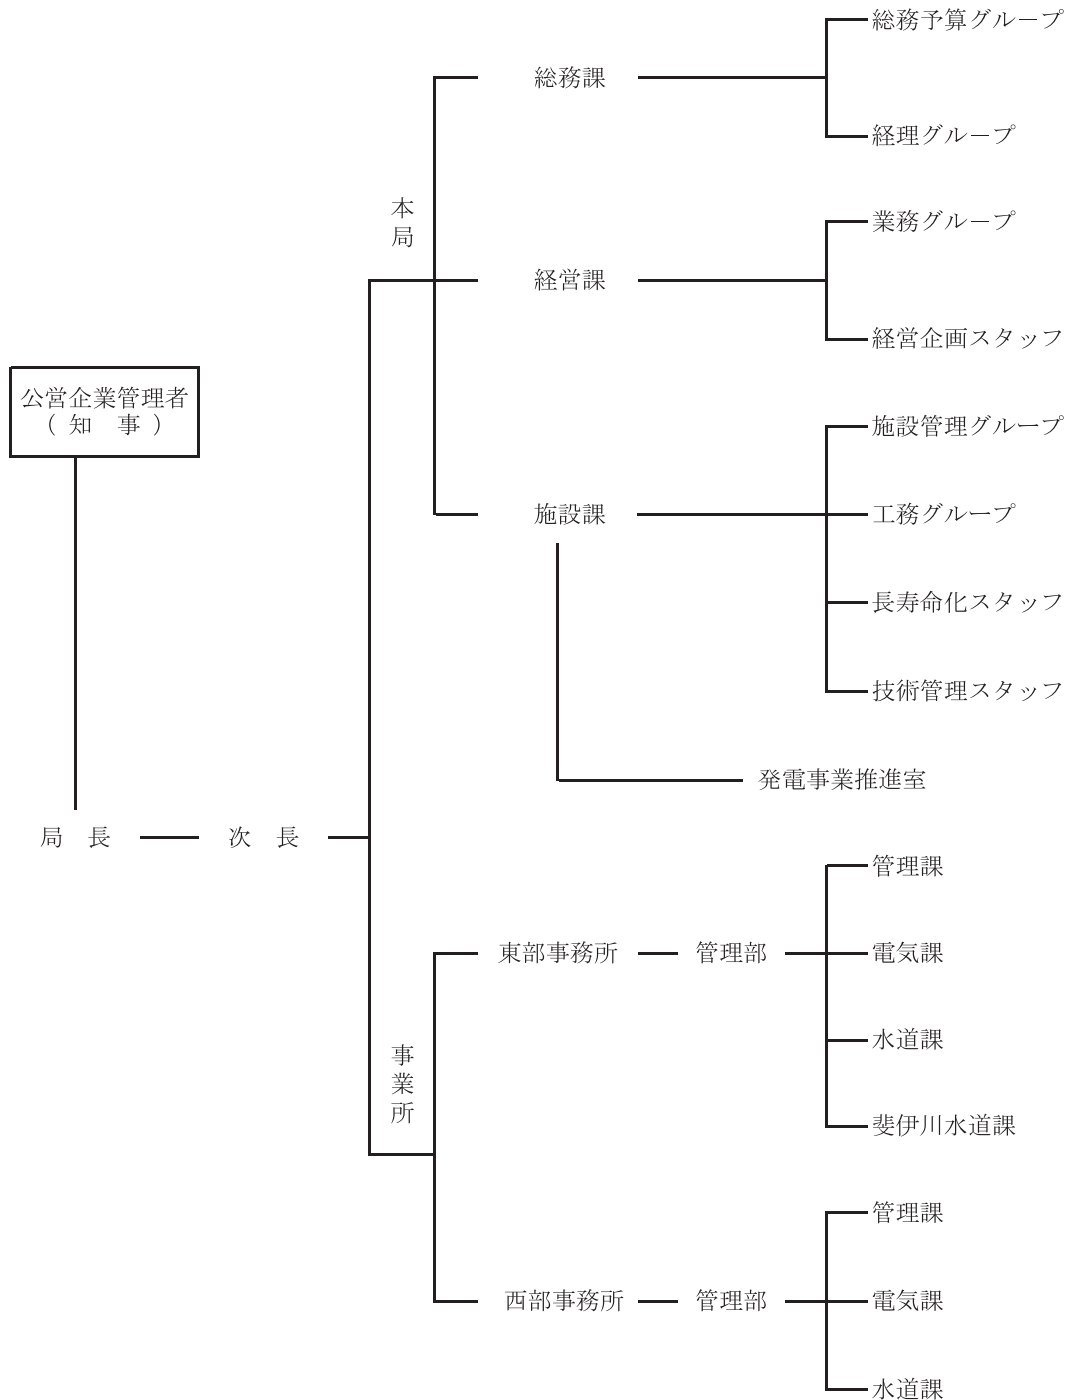 総務予算グループ
総務課
経理グループ
本局
業務グループ
経営課
経営企画スタッフ
公営企業管理者
（知　事）
施設管理グループ
施設課
工務グループ
長寿命化スタッフ
技術管理スタッフ
発電事業推進室
局　長
次　長
管理課
東部事務所
管理部
電気課
水道課
事業所
斐伊川水道課
管理課
西部事務所
管理部
電気課
水道課